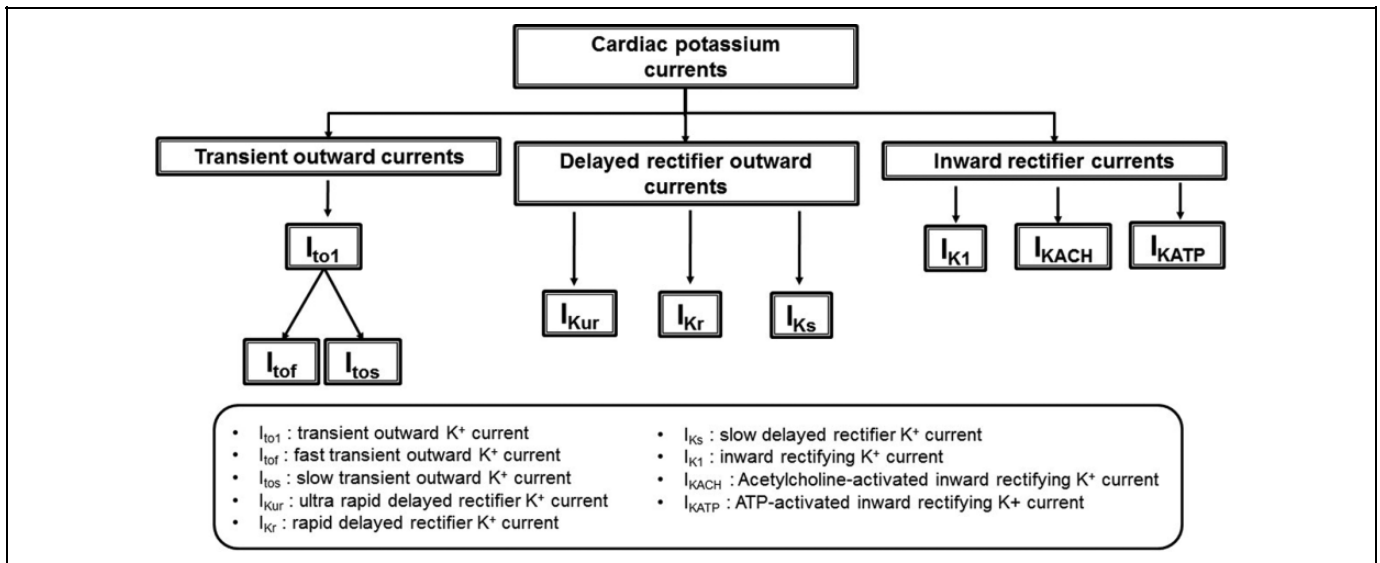 Cardiac potassium
currents
Transient outward currents
Delayed rectifier outward
currents
Inward rectifier currents
Ito1
IK1
IKACH
IKATP
IKur
IKr
IKs
Itof
Itos
• Ito1 : transient outward K⁺ current
• Itof : fast transient outward K⁺ current
• Itos : slow transient outward K⁺ current
• IKur : ultra rapid delayed rectifier K⁺ current
• IKr : rapid delayed rectifier K⁺ current
• IKs : slow delayed rectifier K⁺ current
• IK1 : inward rectifying K⁺ current
• IKACH : Acetylcholine-activated inward rectifying K⁺ current
• IKATP : ATP-activated inward rectifying K+ current